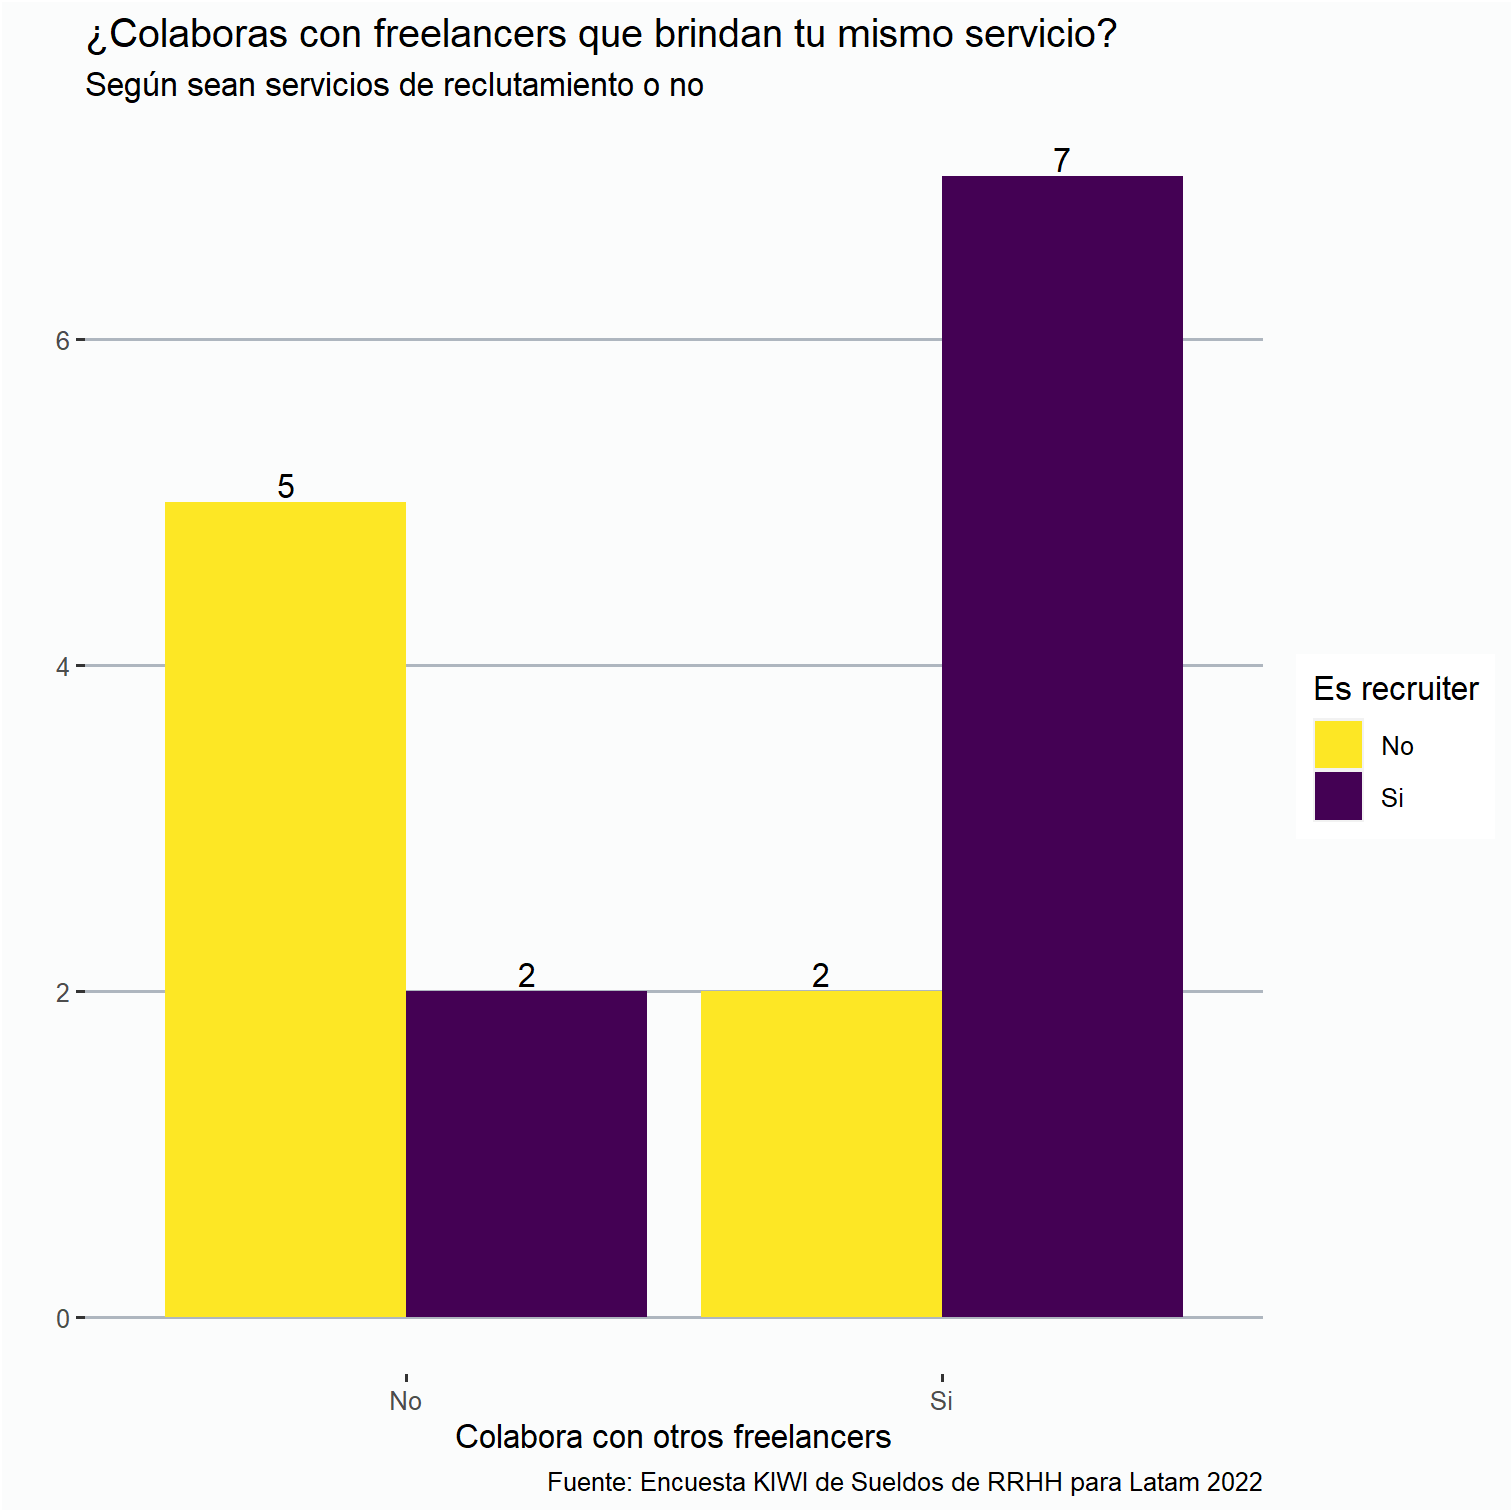 ¿Colaboras con freelancers que brindan tu mismo servicio?
Según sean servicios de reclutamiento o no
7
6
5
4
2
2
2
0
Es recruiter
No
Si
No
Si
Colabora con otros freelancers
Fuente: Encuesta KIWI de Sueldos de RRHH para Latam 2022